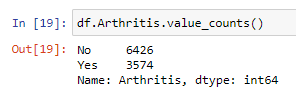 In [19]: df.Arthritis.value_counts()
Out[19]: No 6426
Yes 3574
Name: Arthritis, dtype: int64